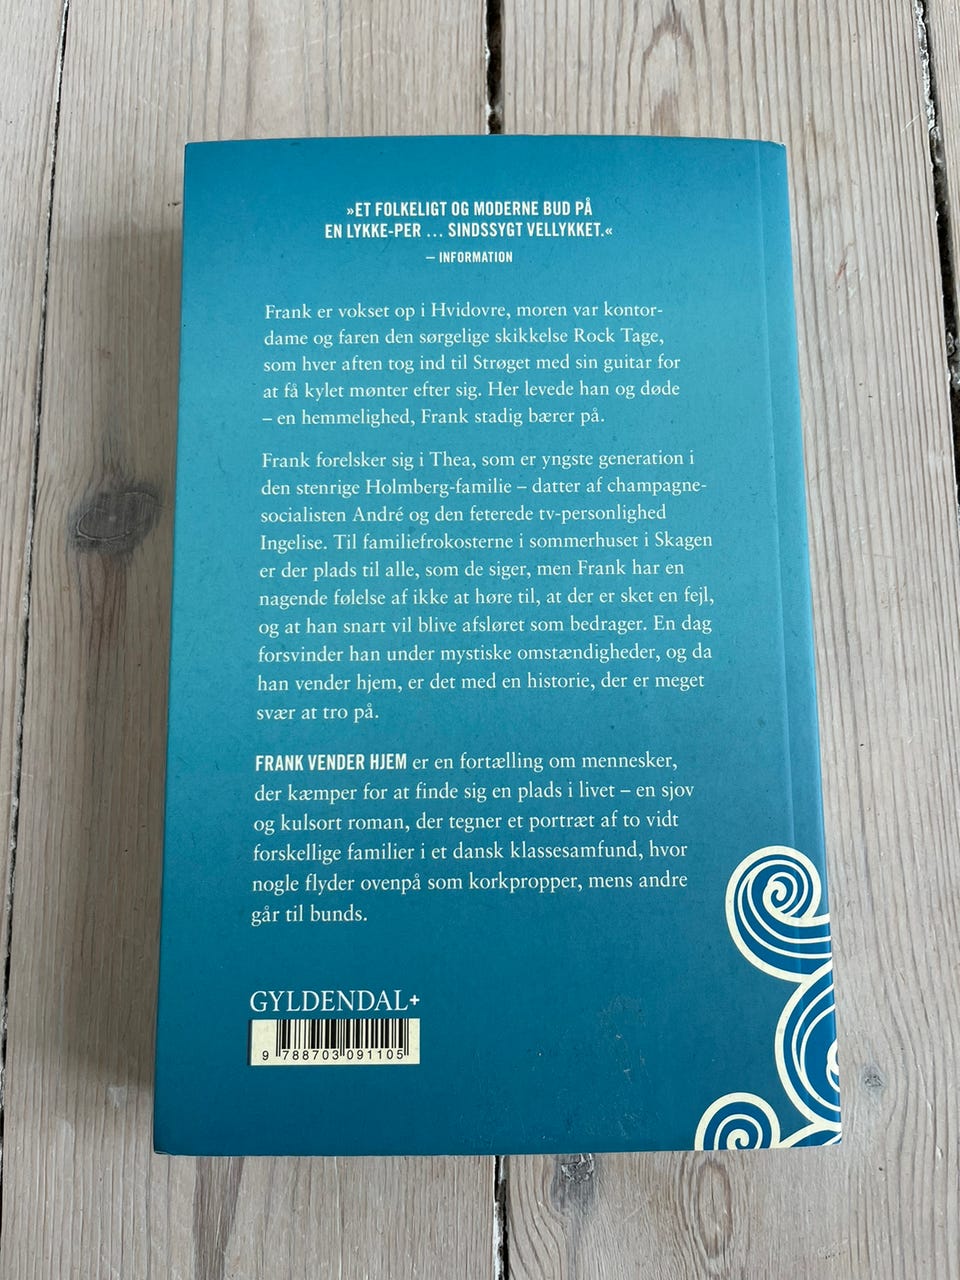 »ET FOLKELIGT OG MODERNE BUD PÅ
EN LYKKE-PER ... SINDSSYGT VELLYKKET.«
– INFORMATION
Frank er vokset op i Hvidovre, moren var kontor-
dame og faren den sørgelige skikkelse Rock Tage,
som hver aften tog ind til Strøget med sin guitar for
at få kylet mønter efter sig. Her levede han og døde
– en hemmelighed, Frank stadig bærer på.
Frank forelsker sig i Thea, som er yngste generation i
den stenrige Holmberg-familie – datter af champagne-
socialisten André og den feterede tv-personlighed
Ingelise. Til familiefrokosterne i sommerhuset i Skagen
er der plads til alle, som de siger, men Frank har en
nagende følelse af ikke at høre til, at der er sket en fejl,
og at han snart vil blive afsløret som bedrager. En dag
forsvinder han under mystiske omstændigheder, og da
han vender hjem, er det med en historie, der er meget
svær at tro på.
FRANK VENDER HJEM er en fortælling om mennesker,
der kæmper for at finde sig en plads i livet – en sjov
og kulsort roman, der tegner et portræt af to vidt
forskellige familier i et dansk klassesamfund, hvor
nogle flyder ovenpå som korkpropper, mens andre
går til bunds.
GYLDENDAL+
9 788703 091105